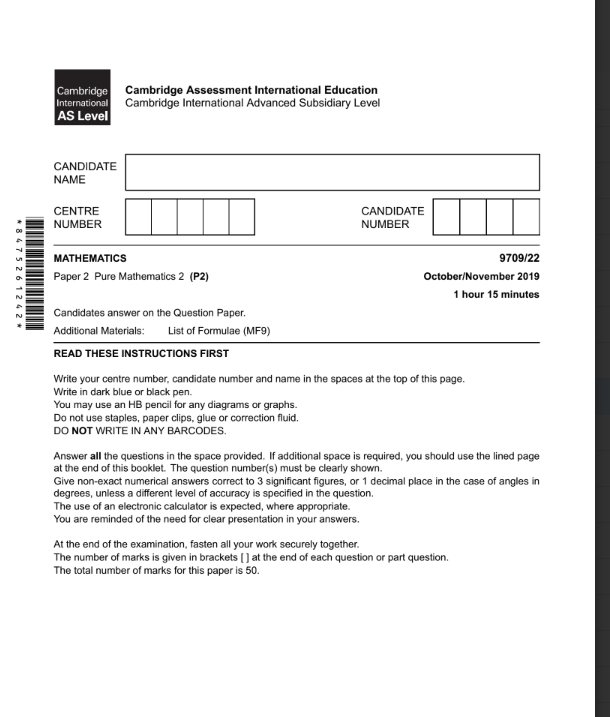 Cambridge
International
AS Level
Cambridge Assessment International Education
Cambridge International Advanced Subsidiary Level
CANDIDATE
NAME
CENTRE
NUMBER
CANDIDATE
NUMBER
*8475261242*
MATHEMATICS 9709/22
Paper 2 Pure Mathematics 2 (P2) October/November 2019
1 hour 15 minutes
Candidates answer on the Question Paper.
Additional Materials: List of Formulae (MF9)
READ THESE INSTRUCTIONS FIRST
Write your centre number, candidate number and name in the spaces at the top of this page.
Write in dark blue or black pen.
You may use an HB pencil for any diagrams or graphs.
Do not use staples, paper clips, glue or correction fluid.
DO NOT WRITE IN ANY BARCODES.
Answer all the questions in the space provided. If additional space is required, you should use the lined page
at the end of this booklet. The question number(s) must be clearly shown.
Give non-exact numerical answers correct to 3 significant figures, or 1 decimal place in the case of angles in
degrees, unless a different level of accuracy is specified in the question.
The use of an electronic calculator is expected, where appropriate.
You are reminded of the need for clear presentation in your answers.
At the end of the examination, fasten all your work securely together.
The number of marks is given in brackets [ ] at the end of each question or part question.
The total number of marks for this paper is 50.